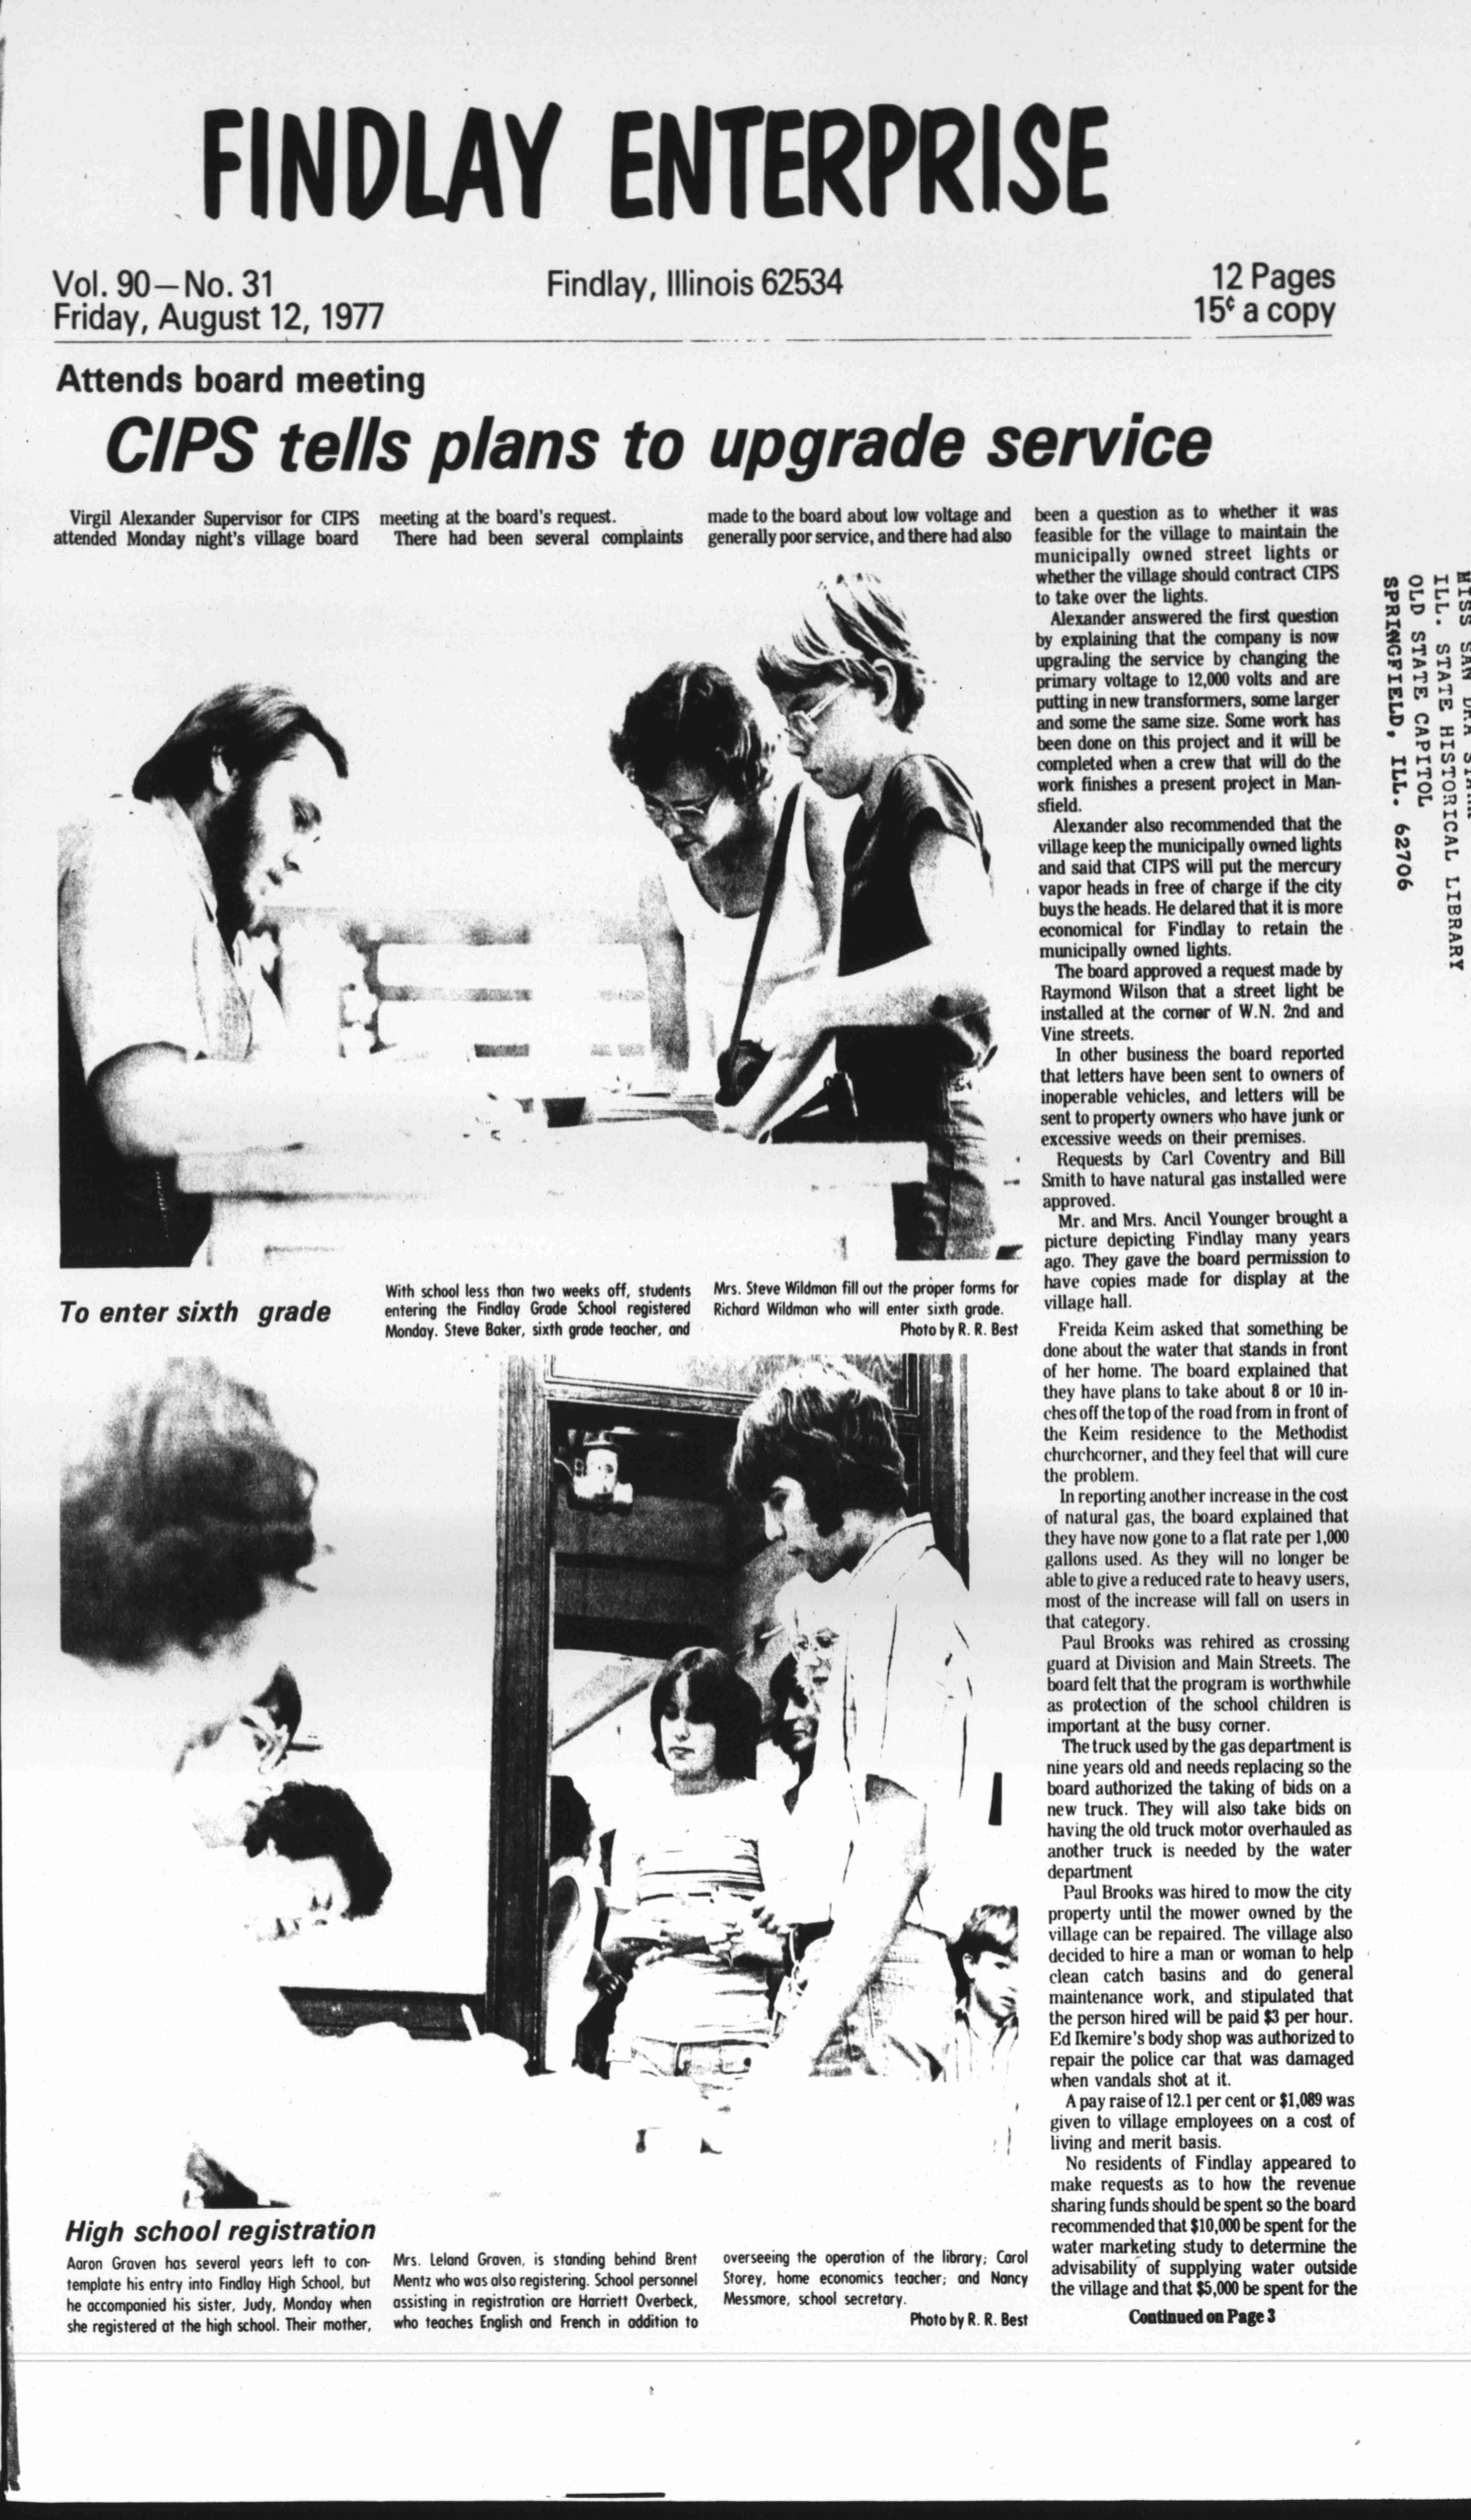 FINDLAY ENTERPRISE
Vol. 90—No. 31
Friday, August 12, 1977
Findlay, Illinois 62534
12 Pages
15¢ a copy
Attends board meeting
CIPS tells plans to upgrade service
Virgil Alexander Supervisor for CIPS
attended Monday night's village board
meeting at the board's request.
There had been several complaints
made to the board about low voltage and
generally poor service, and there had also
been a question as to whether it was
feasible for the village to maintain the
municipally owned street lights or
whether the village should contract CIPS
to take over the lights.
Alexander answered the first question
by explaining that the company is now
upgrading the service by changing the
primary voltage to 12,000 volts and are
putting in new transformers, some larger
and some the same size. Some work has
been done on this project and it will be
completed when a crew that will do the
work finishes a present project in Man-
sfield.
Alexander also recommended that the
village keep the municipally owned lights
and said that CIPS will put the mercury
vapor heads in free of charge if the city
buys the heads. He delared that it is more
economical for Findlay to retain the
municipally owned lights.
The board approved a request made by
Raymond Wilson that a street light be
installed at the corner of W.N. 2nd and
Vine streets.
In other business the board reported
that letters have been sent to owners of
inoperable vehicles, and letters will be
sent to property owners who have junk or
excessive weeds on their premises.
Requests by Carl Coventry and Bill
Smith to have natural gas installed were
approved.
Mr. and Mrs. Ancil Younger brought a
picture depicting Findlay many years
ago. They gave the board permission to
have copies made for display at the
village hall.
Freida Keim asked that something be
done about the water that stands in front
of her home. The board explained that
they have plans to take about 8 or 10 in-
ches off the top of the road from in front of
the Keim residence to the Methodist
churchcorner, and they feel that will cure
the problem.
In reporting another increase in the cost
of natural gas, the board explained that
they have now gone to a flat rate per 1,000
gallons used. As they will no longer be
able to give a reduced rate to heavy users,
most of the increase will fall on users in
that category.
Paul Brooks was rehired as crossing
guard at Division and Main Streets. The
board felt that the program is worthwhile
as protection of the school children is
important at the busy corner.
The truck used by the gas department is
nine years old and needs replacing so the
board authorized the taking of bids on a
new truck. They will also take bids on
having the old truck motor overhauled as
another truck is needed by the water
department
Paul Brooks was hired to mow the city
property until the mower owned by the
village can be repaired. The village also
decided to hire a man or woman to help
clean catch basins and do general
maintenance work, and stipulated that
the person hired will be paid $3 per hour.
Ed Ikemire's body shop was authorized to
repair the police car that was damaged
when vandals shot at it.
A pay raise of 12.1 per cent or $1,089 was
given to village employees on a cost of
living and merit basis.
No residents of Findlay appeared to
make requests as to how the revenue
sharing funds should be spent so the board
recommended that $10,000 be spent for the
water marketing study to determine the
advisability of supplying water outside
the village and that $5,000 be spent for the
Continued on Page 3
To enter sixth grade
With school less than two weeks off, students
entering the Findlay Grade School registered
Monday. Steve Baker, sixth grade teacher, and
Mrs. Steve Wildman fill out the proper forms for
Richard Wildman who will enter sixth grade.
Photo by R. R. Best
High school registration
Aaron Graven has several years left to con-
template his entry into Findlay High School, but
he accompanied his sister, Judy, Monday when
she registered at the high school. Their mother,
Mrs. Leland Graven, is standing behind Brent
Mentz who was also registering. School personnel
assisting in registration are Harriett Overbeck,
who teaches English and French in addition to
overseeing the operation of the library; Carol
Storey, home economics teacher; and Nancy
Messmore, school secretary.
Photo by R. R. Best
MISS SAN
ILL. STATE HISTORICAL LIBRARY
OLD STATE CAPITOL
SPRINGFIELD, ILL. 62706